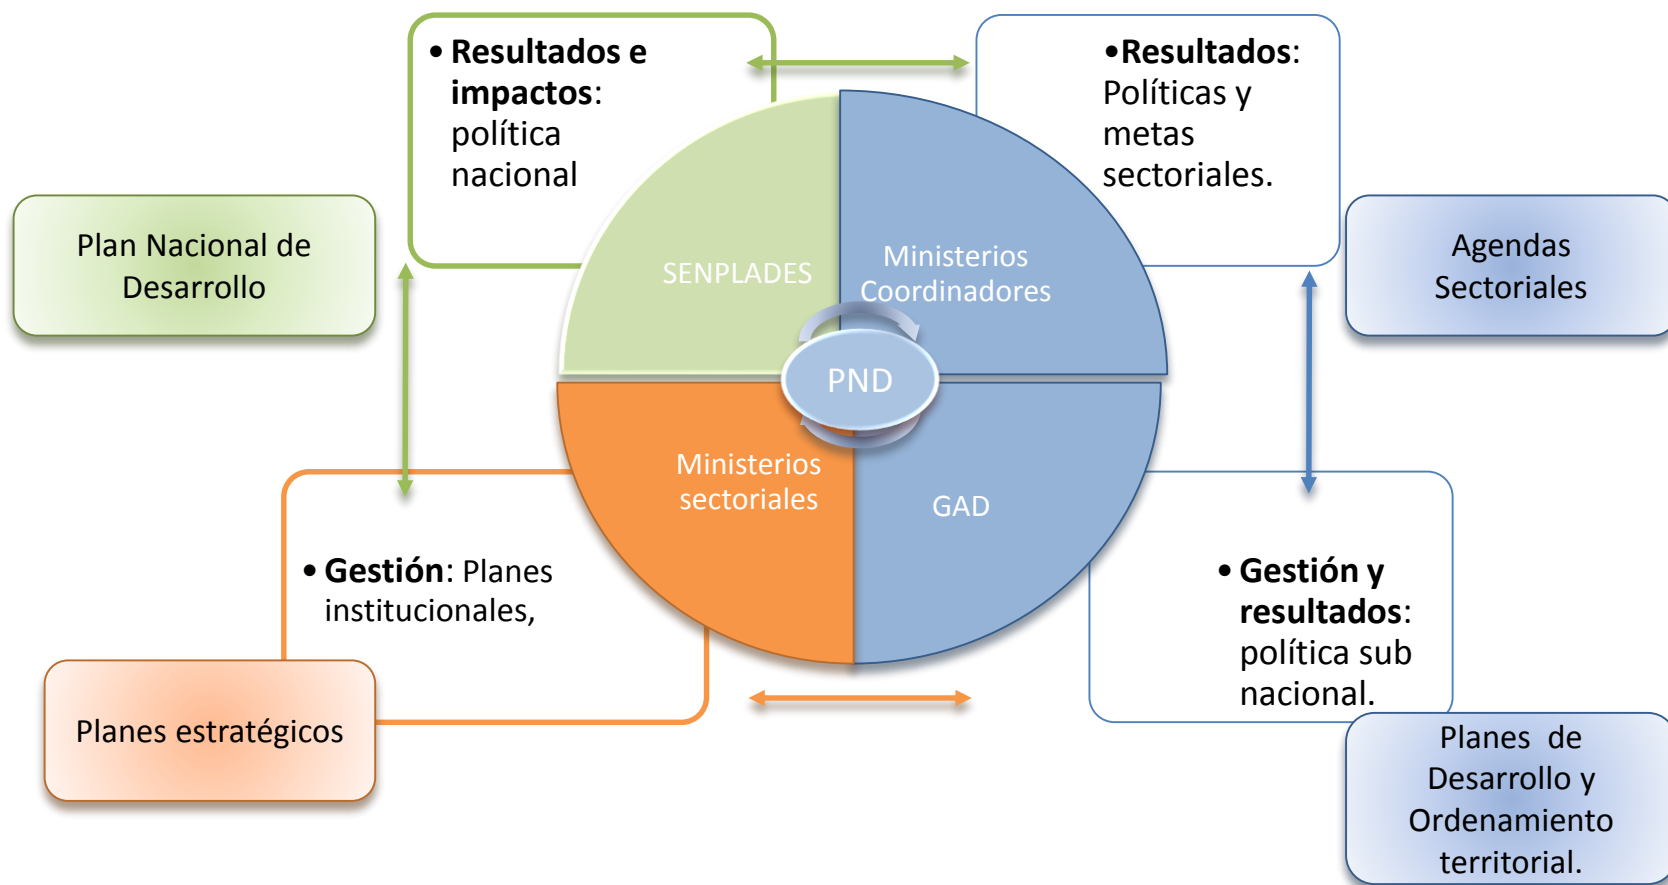 • Resultados e
impactos:
política
nacional
•Resultados:
Políticas y
metas
sectoriales.
Plan Nacional de
Desarrollo
SENPLADES
Ministerios
Coordinadores
Agendas
Sectoriales
PND
Ministerios
sectoriales
GAD
• Gestión: Planes
institucionales,
• Gestión y
resultados:
política sub
nacional.
Planes estratégicos
Planes de
Desarrollo y
Ordenamiento
territorial.